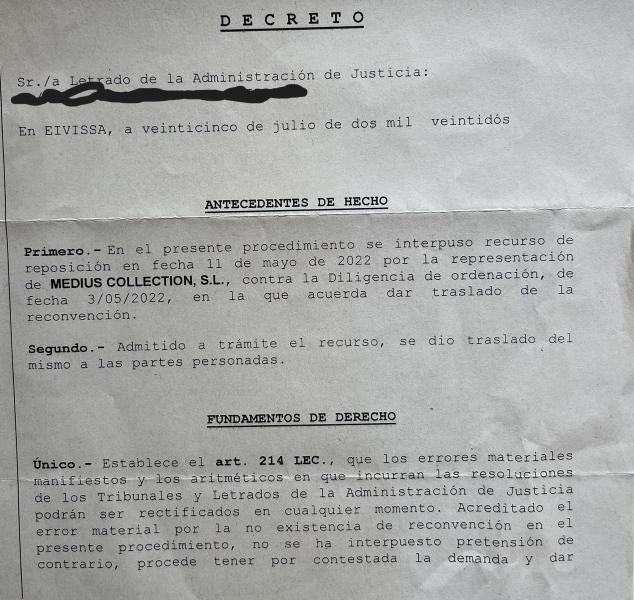 DECRETO
Sr./a Letrado de la Administración de Justicia:
En EIVISSA, a veinticinco de julio de dos mil veintidós
ANTECEDENTES DE HECHO
Primero.- En el presente procedimiento se interpuso recurso de
reposición en fecha 11 de mayo de 2022 por la representación
de MEDIUS COLLECTION, S.L., contra la Diligencia de ordenación, de
fecha 3/05/2022, en la que acuerda dar traslado de la
reconvención.
Segundo.- Admitido a trámite el recurso, se dio traslado del
mismo a las partes personadas.
FUNDAMENTOS DE DERECHO
Único.- Establece el art. 214 LEC., que los errores materiales
manifiestos y los aritméticos en que incurran las resoluciones
de los Tribunales y Letrados de la Administración de Justicia
podrán ser rectificados en cualquier momento. Acreditado el
error material por la no existencia de reconvención en el
presente procedimiento, no se ha interpuesto pretensión de
contrario, procede tener por contestada la demanda y dar